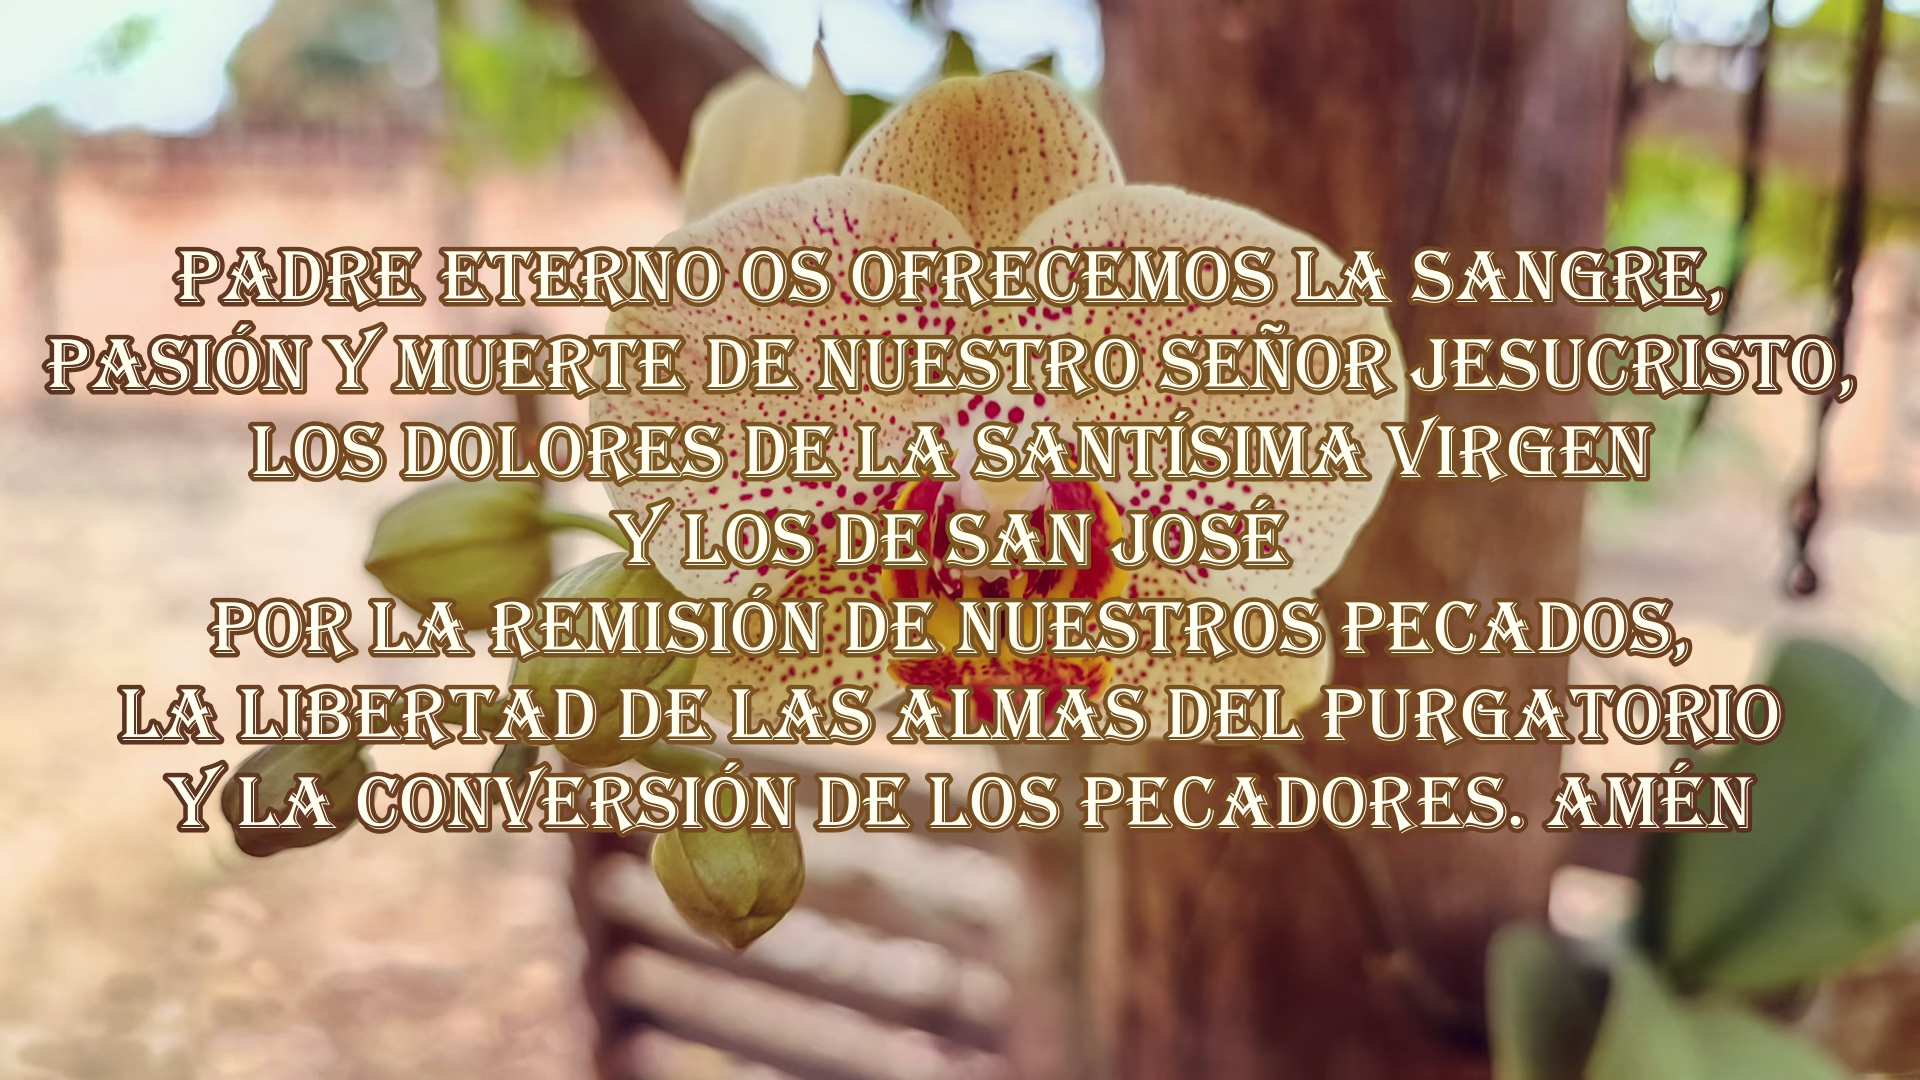 PADRE ETERNO OS OFRECEMOS LA SANGRE,
PASIÓN Y MUERTE DE NUESTRO SEÑOR JESUCRISTO,
LOS DOLORES DE LA SANTÍSIMA VIRGEN
Y LOS DE SAN JOSÉ
POR LA REMISIÓN DE NUESTROS PECADOS,
LA LIBERTAD DE LAS ALMAS DEL PURGATORIO
Y LA CONVERSIÓN DE LOS PECADORES. AMÉN